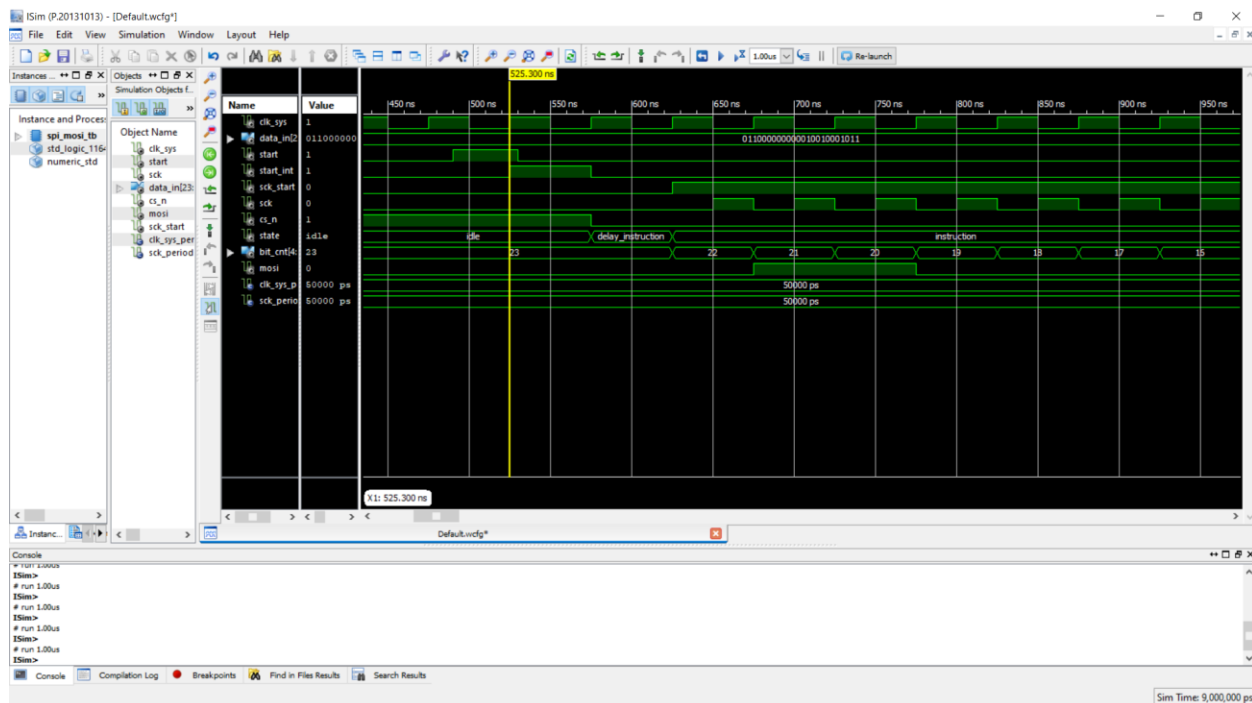 ISim (P.20131013) - [Default.wcfg*]
File Edit View Simulation Window Layout Help
1.00us Re-launch
Instances ...
Objects
Simulation Objects f...
Instance and Proces
spi_mosi_tb
std_logic_116
numeric_std
Object Name
clk_sys
start
sck
data_in[23:
cs_n
mosi
sck_start
clk_sys_per
sck_period
525.300 ns
Name Value
450 ns 500 ns 550 ns 600 ns 650 ns 700 ns 750 ns 800 ns 850 ns 900 ns 950 ns
clk_sys 1
data_in[2 011000000 011000000000100100001011
start 1
start_int 1
sck_start 0
sck 0
cs_n 1
state idle idle delay_instruction instruction
bit_cnt[4: 23 23 22 21 20 19 18 17 15
mosi 0
clk_sys_p 50000 ps 50000 ps
sck_perio 50000 ps 50000 ps
X1: 525.300 ns
Instanc...
Default.wcfg*
Console
# run 1.00us
ISim>
# run 1.00us
ISim>
# run 1.00us
ISim>
# run 1.00us
ISim>
# run 1.00us
ISim>
Console Compilation Log Breakpoints Find in Files Results Search Results
Sim Time: 9,000,000 ps